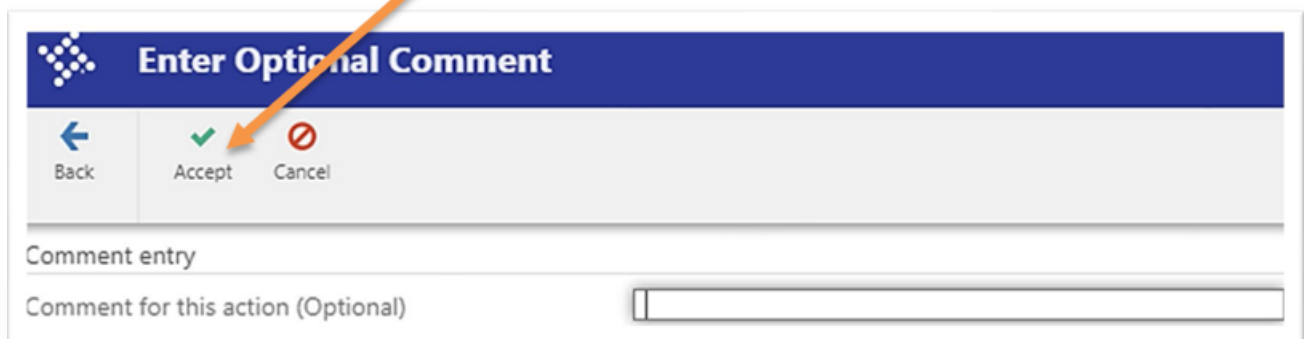 Enter Optional Comment
Back Accept Cancel
Comment entry
Comment for this action (Optional)